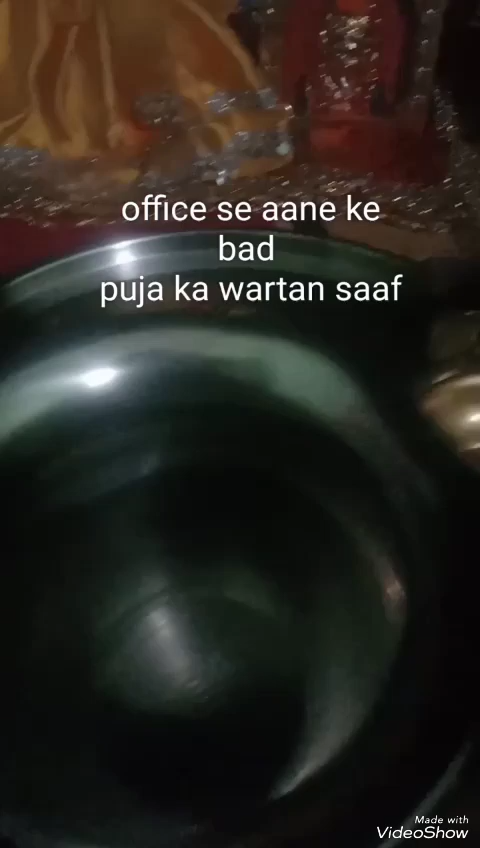 office se aane ke
bad
puja ka wartan saaf
Made with
VideoShow